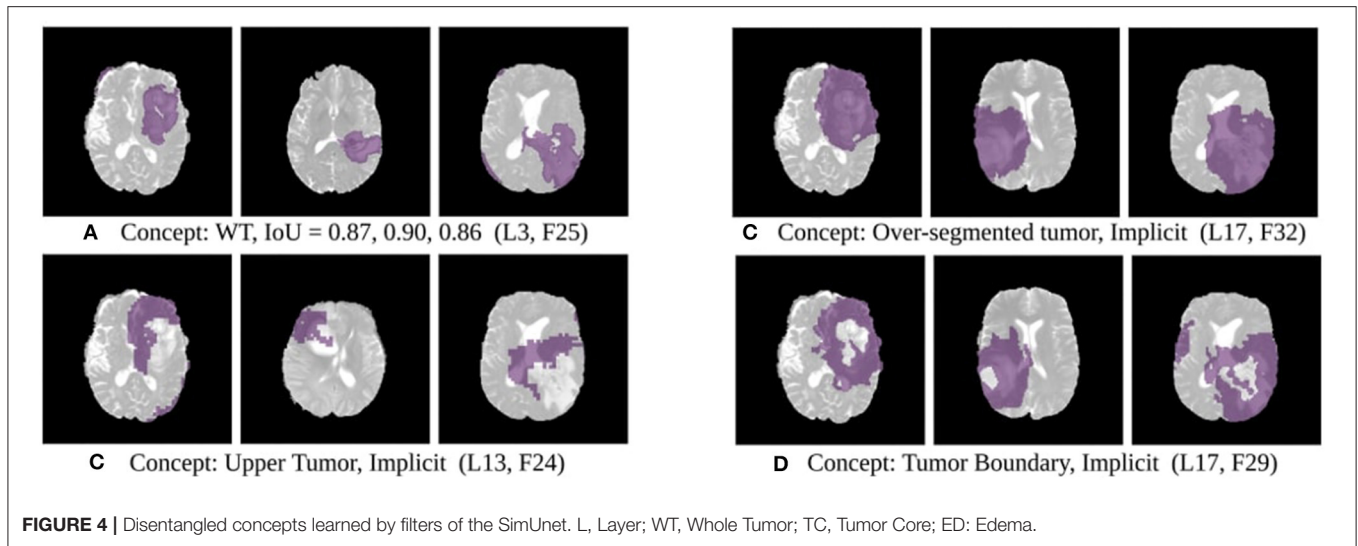 A Concept: WT, IoU = 0.87, 0.90, 0.86 (L3, F25)
C Concept: Over-segmented tumor, Implicit (L17, F32)
C Concept: Upper Tumor, Implicit (L13, F24)
D Concept: Tumor Boundary, Implicit (L17, F29)
FIGURE 4 | Disentangled concepts learned by filters of the SimUnet. L, Layer; WT, Whole Tumor; TC, Tumor Core; ED: Edema.